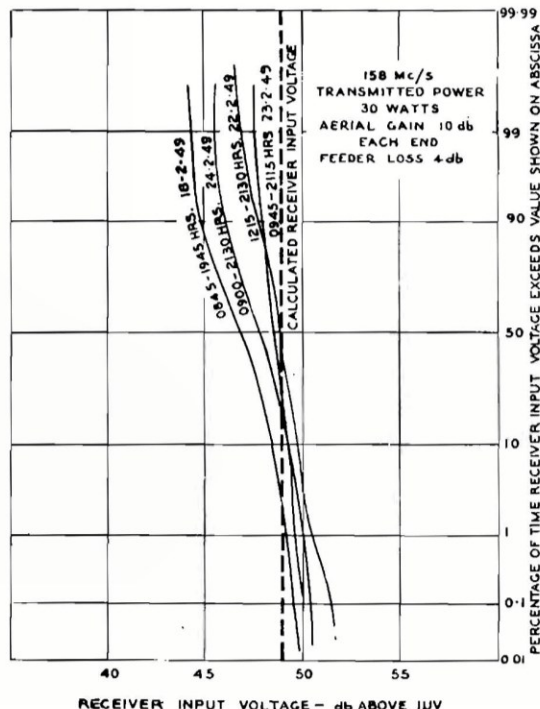 99·99
158 Mc/s
TRANSMITTED POWER
30 WATTS
AERIAL GAIN 10 db
EACH END
FEEDER LOSS 4 db
99
90
50
10
1
0·1
0·01
0845-1945 HRS. 18-2-49
0900-2130 HRS. 24-2-49
1215-2130 HRS. 22-2-49
0945-2115 HRS 23·2·49
CALCULATED RECEIVER INPUT VOLTAGE
PERCENTAGE OF TIME RECEIVER INPUT VOLTAGE EXCEEDS VALUE SHOWN ON ABSCISSA
40 45 50 55
RECEIVER INPUT VOLTAGE - db ABOVE 1µV